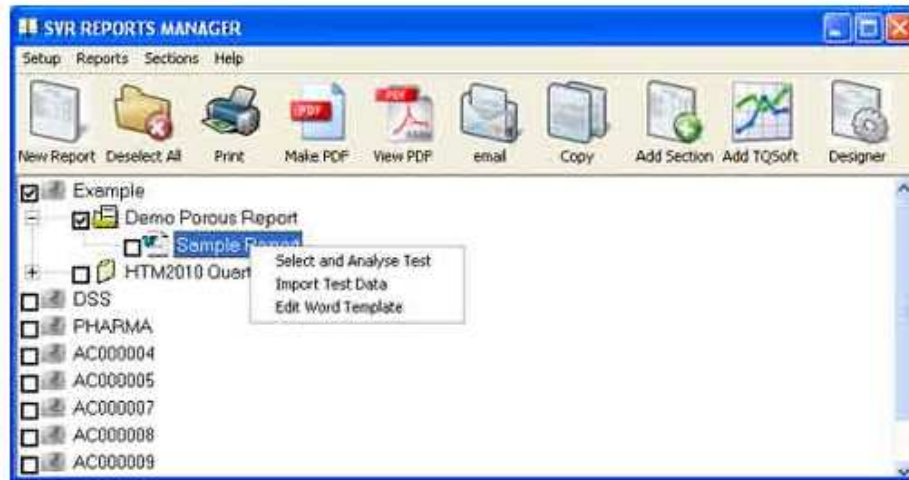 SVR REPORTS MANAGER
Setup Reports Sections Help
PDF PDF
New Report Deselect All Print Make PDF View PDF email Copy Add Section Add TQSoft Designer
Example
Demo Porous Report
Sample Report
Select and Analyse Test
HTM2010 Quart
Import Test Data
Edit Word Template
DSS
PHARMA
AC000004
AC000005
AC000007
AC000008
AC000009